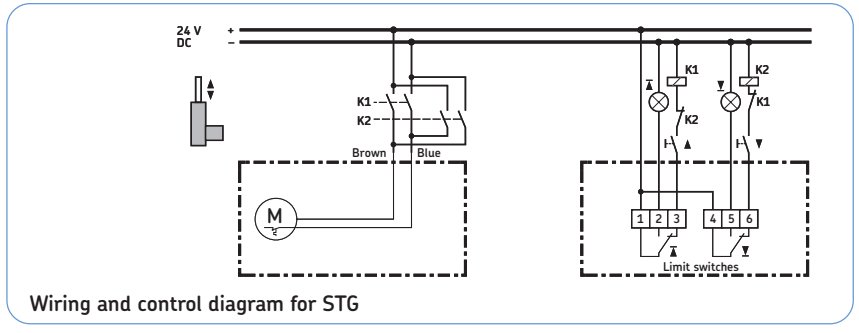 24 V +
DC –
K1
K2
K1
K2
K2
K1
Brown
Blue
M
1 2 3 4 5 6
Limit switches
Wiring and control diagram for STG